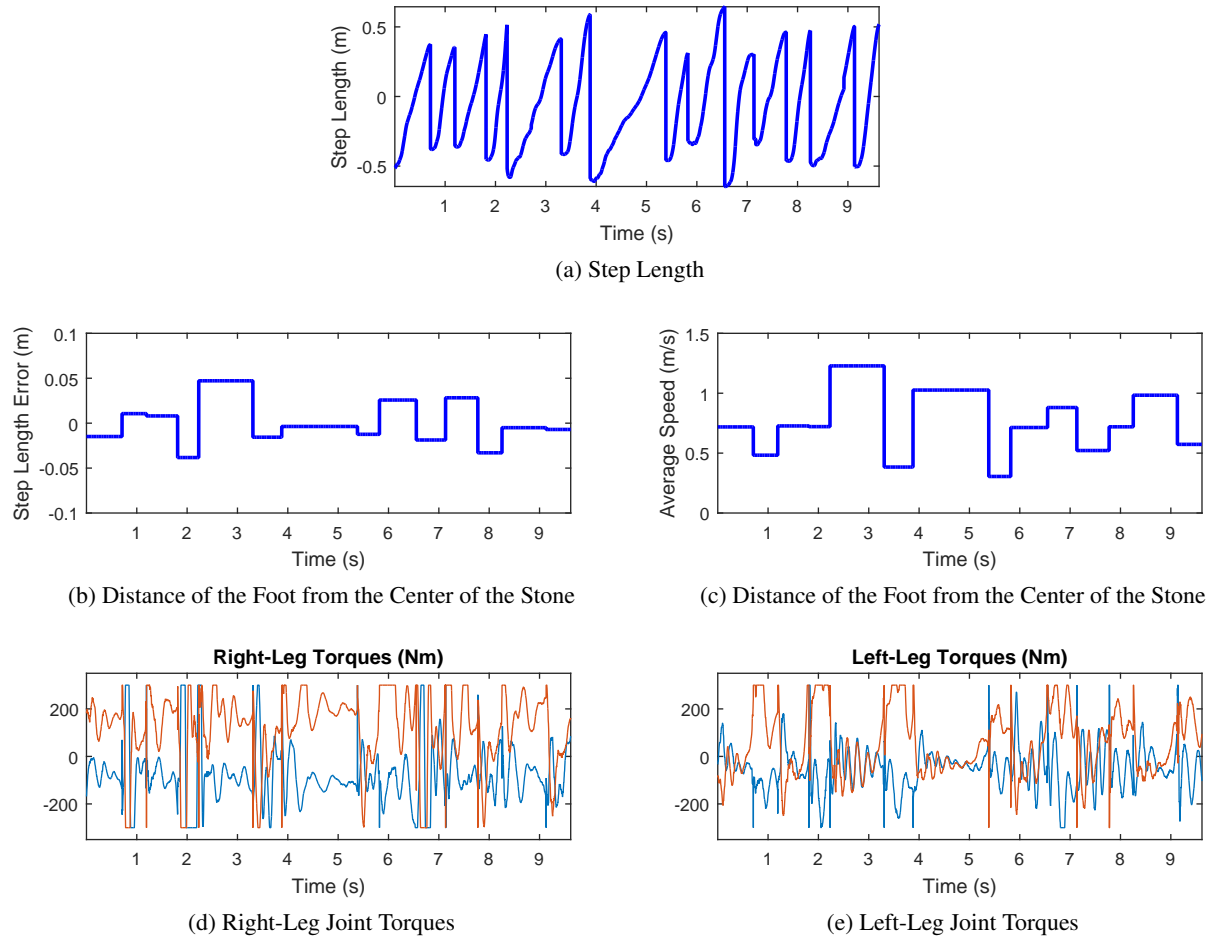 Step Length (m)
0.5
0
-0.5
1 2 3 4 5 6 7 8 9
Time (s)
(a) Step Length
Step Length Error (m)
0.1
0.05
0
-0.05
-0.1
1 2 3 4 5 6 7 8 9
Time (s)
(b) Distance of the Foot from the Center of the Stone
Average Speed (m/s)
1.5
1
0.5
0
1 2 3 4 5 6 7 8 9
Time (s)
(c) Distance of the Foot from the Center of the Stone
Right-Leg Torques (Nm)
200
0
-200
1 2 3 4 5 6 7 8 9
Time (s)
(d) Right-Leg Joint Torques
Left-Leg Torques (Nm)
200
0
-200
1 2 3 4 5 6 7 8 9
Time (s)
(e) Left-Leg Joint Torques